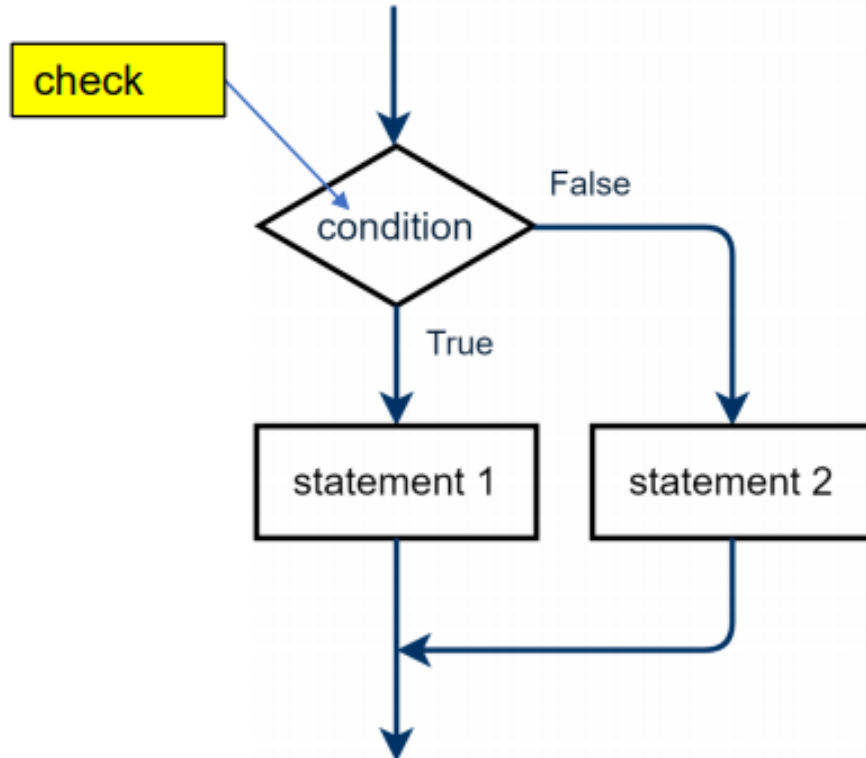 check
False
condition
True
statement 1
statement 2